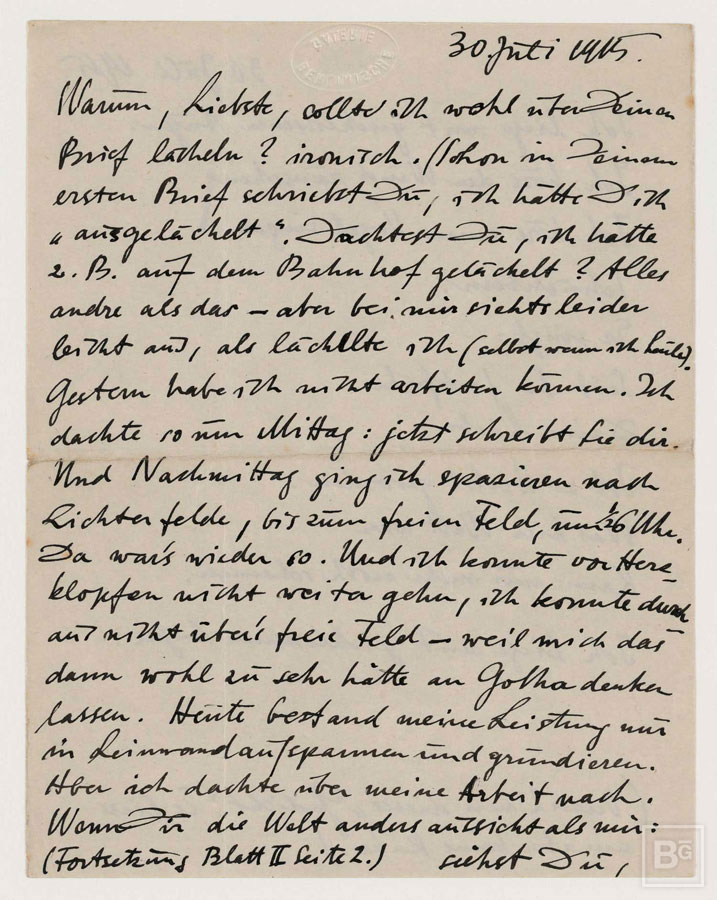 30. Juli 1915.
Warum, Liebste, sollte ich wohl über Deinen
Brief lächeln? ironisch. (Schon in Deinem
ersten Brief schriebst Du, ich hätte Dich
„ausgelächelt“. Dachtest Du, ich hätte
z. B. auf dem Bahnhof gelächelt? Alles
andre als das – aber bei mir siehts leider
leicht aus, als lächelte ich (selbst wenn ich heule).
Gestern habe ich nicht arbeiten können. Ich
dachte so um Mittag: jetzt schreibt Sie dir.
Und Nachmittag ging ich spazieren nach
Lichterfelde, bis zum freien Feld, um ½6 Uhr.
Da war's wieder so. Und ich konnte vor Herz
klopfen nicht weiter gehn, ich konnte durch
aus nicht über's freie Feld – weil mich das
dann wohl zu sehr hätte an Gotha denken
lassen. Heute bestand meine Leistung nur
in Leinwandaufspannen und grundieren.
Aber ich dachte über meine Arbeit nach.
Wenn Dir die Welt anders aussicht als mir:
(Fortsetzung Blatt II Seite 2.) siehst Du,
BG